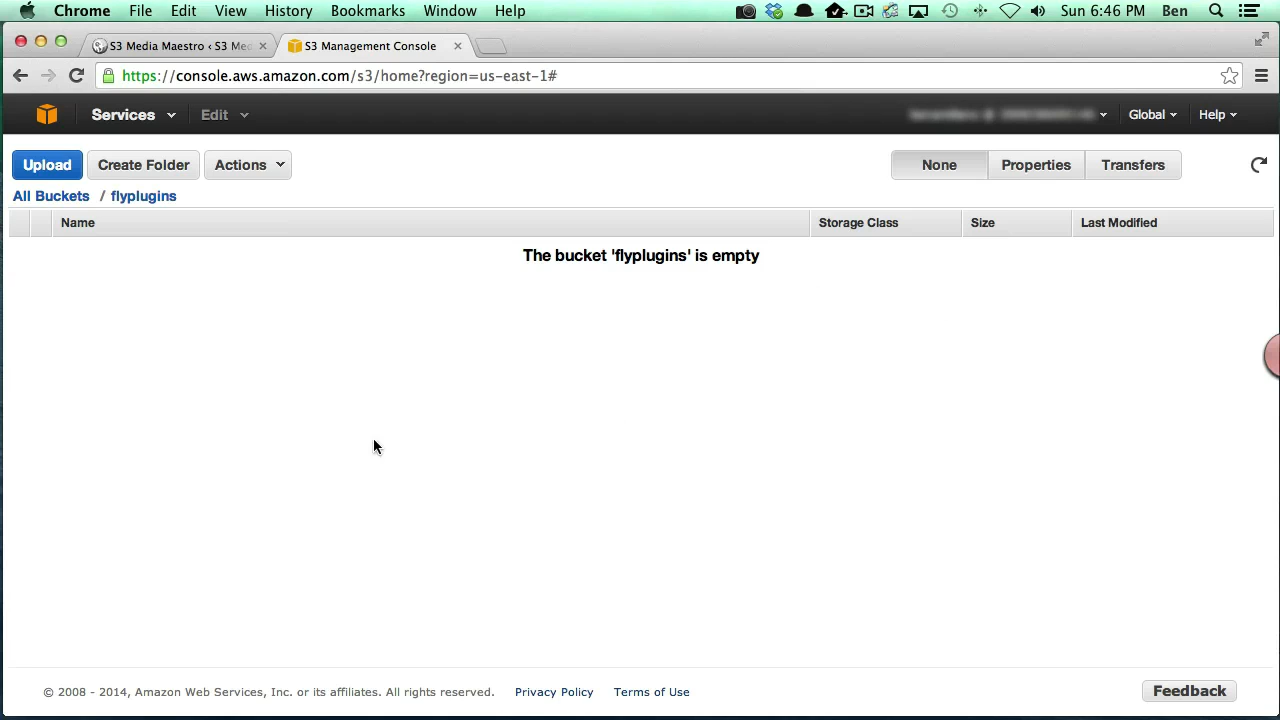 Chrome File Edit View History Bookmarks Window Help Sun 6:46 PM Ben
S3 Media Maestro ‹ S3 Med S3 Management Console
https://console.aws.amazon.com/s3/home?region=us-east-1#
Services Edit Global Help
Upload Create Folder Actions None Properties Transfers
All Buckets / flyplugins
Name Storage Class Size Last Modified
The bucket 'flyplugins' is empty
© 2008 - 2014, Amazon Web Services, Inc. or its affiliates. All rights reserved. Privacy Policy Terms of Use Feedback